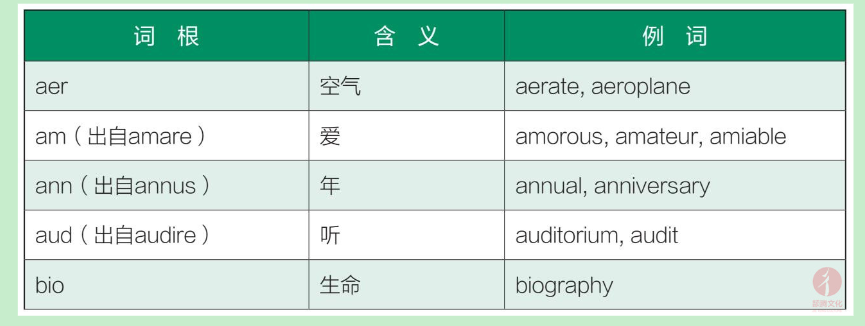 词 根 含 义 例 词
aer 空气 aerate, aeroplane
am（出自amare） 爱 amorous, amateur, amiable
ann（出自annus） 年 annual, anniversary
aud（出自audire） 听 auditorium, audit
bio 生命 biography